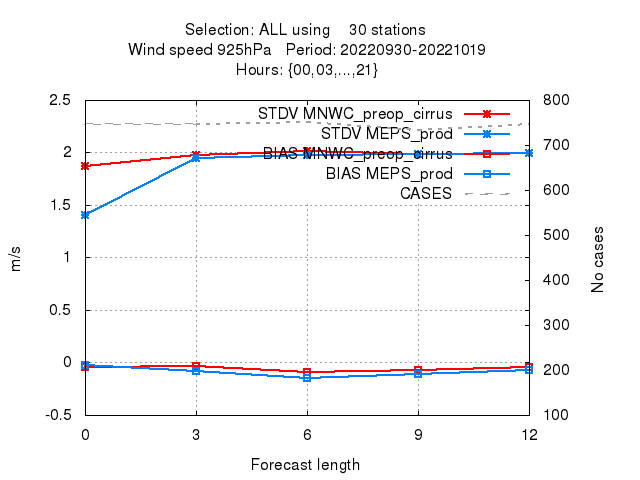 Selection: ALL using 30 stations
Wind speed 925hPa Period: 20220930-20221019
Hours: {00,03,...,21}
2.5
2
1.5
1
0.5
0
-0.5
m/s
STDV MNWC_preop_cirrus
STDV MEPS_prod
BIAS MNWC_preop_cirrus
BIAS MEPS_prod
CASES
800
700
600
500
400
300
200
100
No cases
0 3 6 9 12
Forecast length